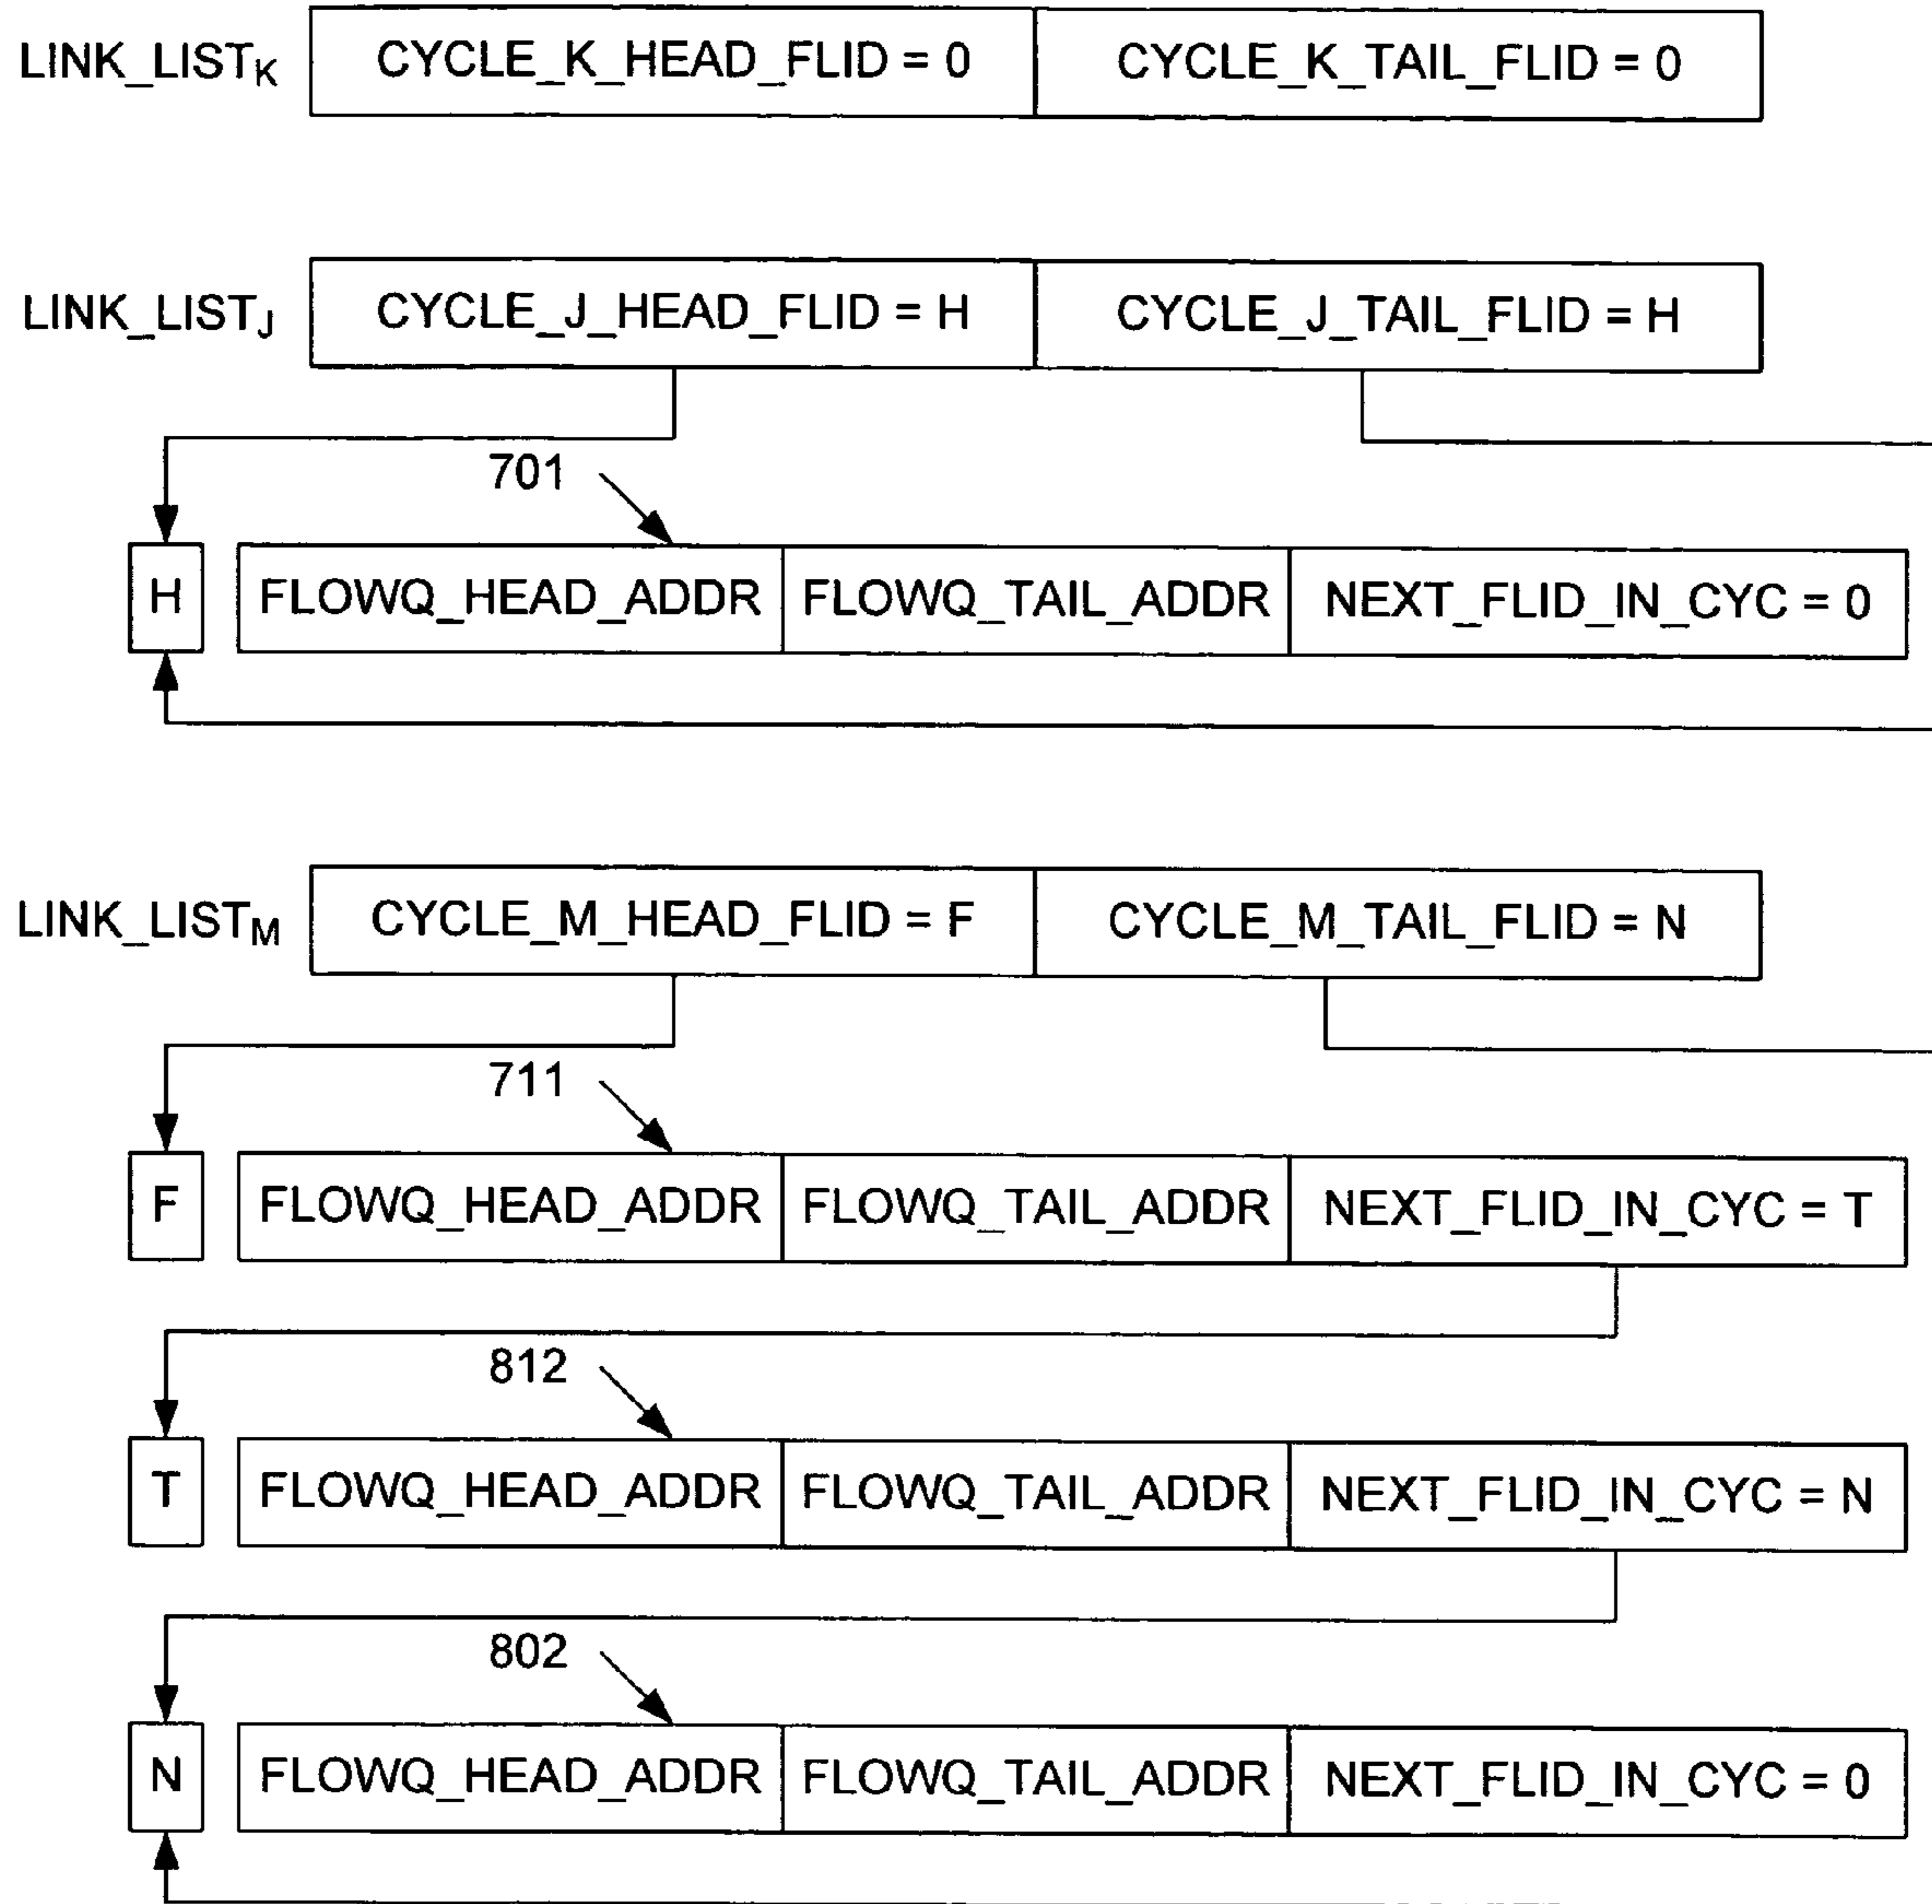 LINK_LISTK CYCLE_K_HEAD_FLID = 0 CYCLE_K_TAIL_FLID = 0
LINK_LISTJ CYCLE_J_HEAD_FLID = H CYCLE_J_TAIL_FLID = H
701
H FLOWQ_HEAD_ADDR FLOWQ_TAIL_ADDR NEXT_FLID_IN_CYC = 0
LINK_LISTM CYCLE_M_HEAD_FLID = F CYCLE_M_TAIL_FLID = N
711
F FLOWQ_HEAD_ADDR FLOWQ_TAIL_ADDR NEXT_FLID_IN_CYC = T
812
T FLOWQ_HEAD_ADDR FLOWQ_TAIL_ADDR NEXT_FLID_IN_CYC = N
802
N FLOWQ_HEAD_ADDR FLOWQ_TAIL_ADDR NEXT_FLID_IN_CYC = 0